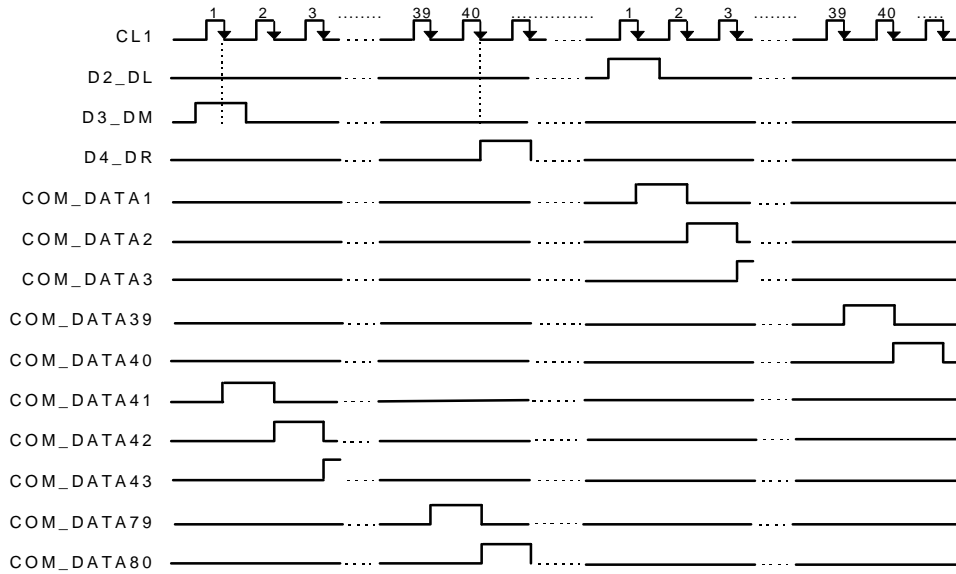 1 2 3 39 40 1 2 3 39 40
CL1
D2_DL
D3_DM
D4_DR
COM_DATA1
COM_DATA2
COM_DATA3
COM_DATA39
COM_DATA40
COM_DATA41
COM_DATA42
COM_DATA43
COM_DATA79
COM_DATA80